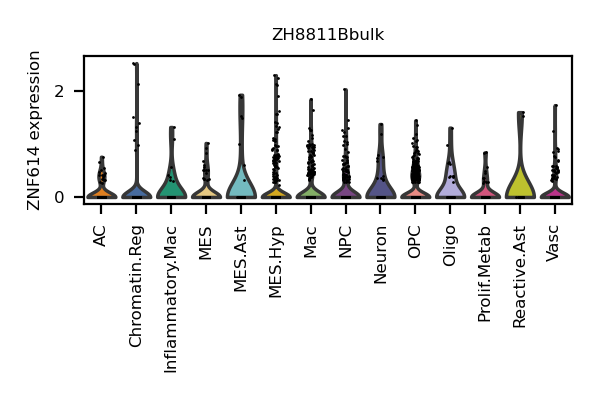 ZH8811Bbulk
ZNF614 expression
2
0
AC
Chromatin.Reg
Inflammatory.Mac
MES
MES.Ast
MES.Hyp
Mac
NPC
Neuron
OPC
Oligo
Prolif.Metab
Reactive.Ast
Vasc